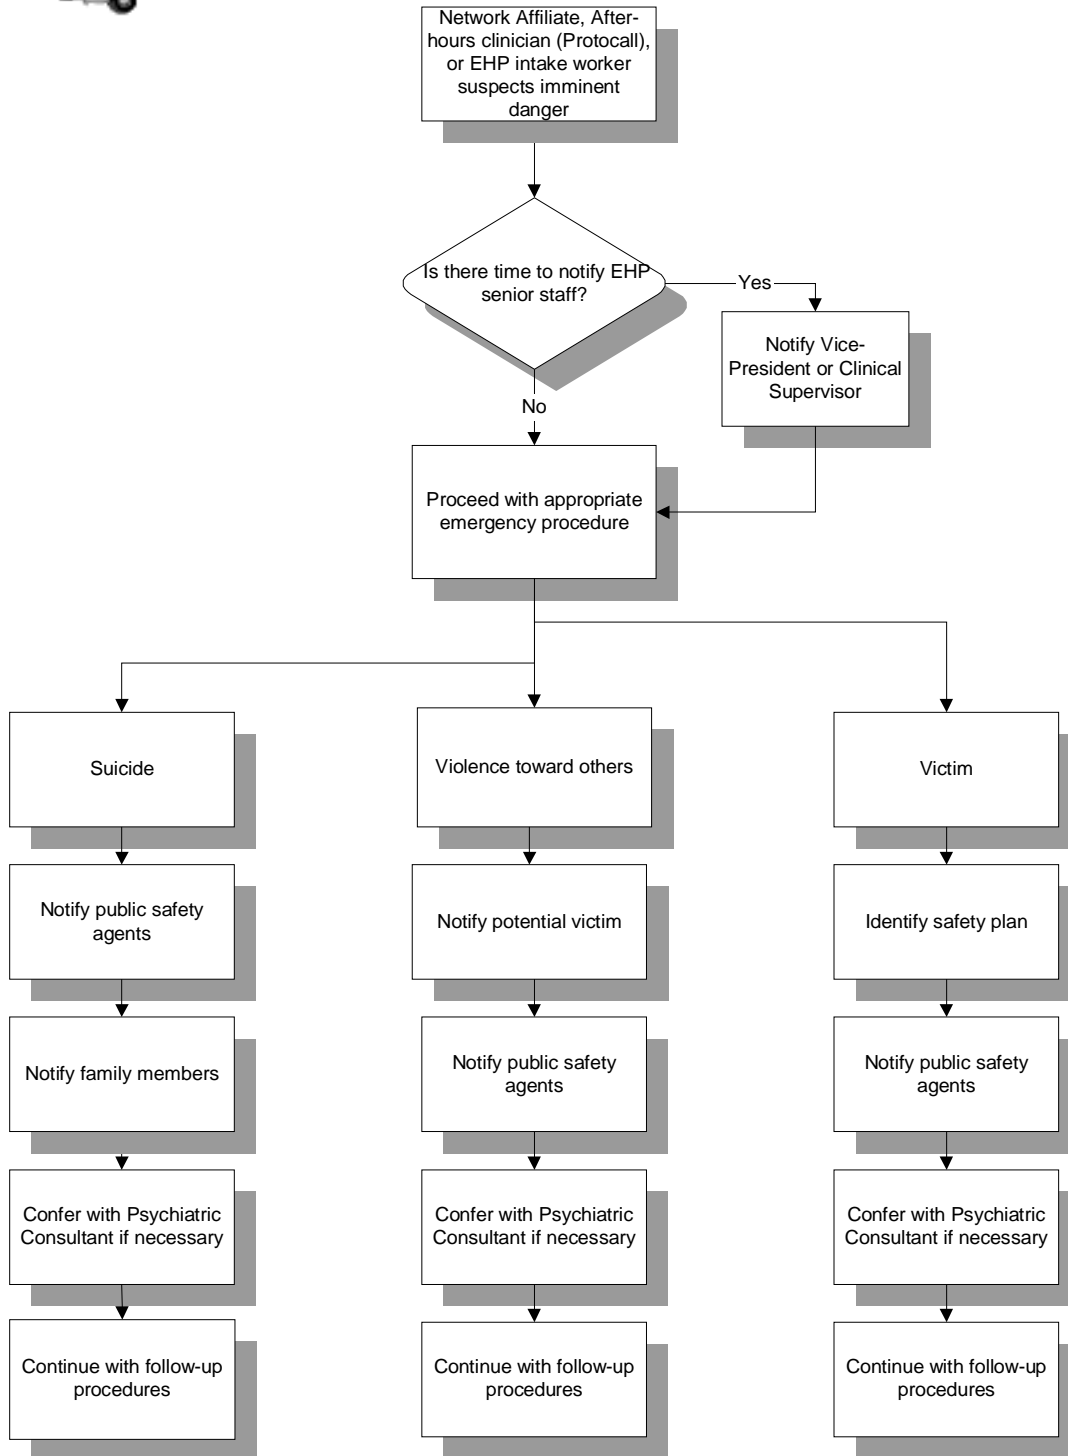 Network Affiliate, After-
hours clinician (Protocall),
or EHP intake worker
suspects imminent
danger
Is there time to notify EHP
senior staff?
Yes
Notify Vice-
President or Clinical
Supervisor
No
Proceed with appropriate
emergency procedure
Suicide
Violence toward others
Victim
Notify public safety
agents
Notify potential victim
Identify safety plan
Notify family members
Notify public safety
agents
Notify public safety
agents
Confer with Psychiatric
Consultant if necessary
Confer with Psychiatric
Consultant if necessary
Confer with Psychiatric
Consultant if necessary
Continue with follow-up
procedures
Continue with follow-up
procedures
Continue with follow-up
procedures